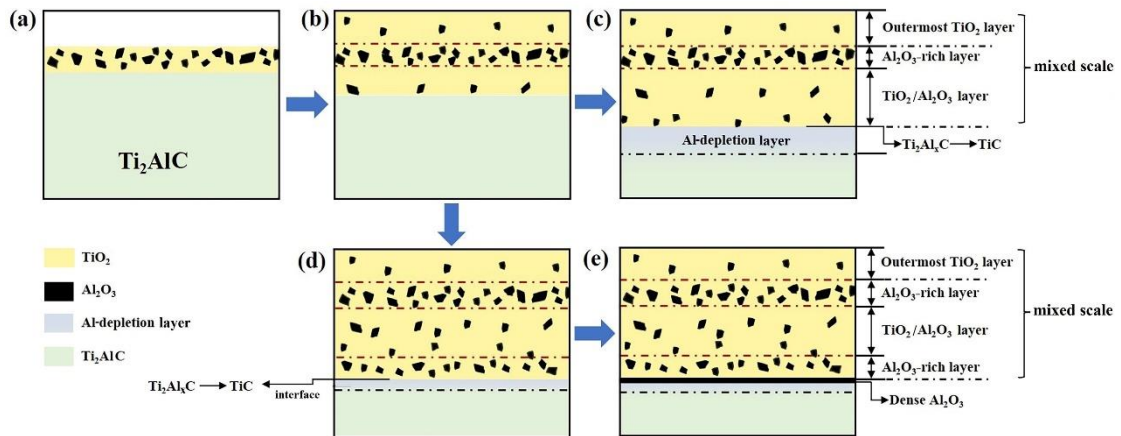 (a)
Ti₂AlC
(b)
(c)
Outermost TiO₂ layer
Al₂O₃-rich layer
TiO₂/Al₂O₃ layer
mixed scale
Al-depletion layer
Ti₂AlₓC → TiC
TiO₂
Al₂O₃
Al-depletion layer
Ti₂AlC
(d)
Ti₂AlₓC → TiC
interface
(e)
Outermost TiO₂ layer
Al₂O₃-rich layer
TiO₂/Al₂O₃ layer
Al₂O₃-rich layer
mixed scale
Dense Al₂O₃